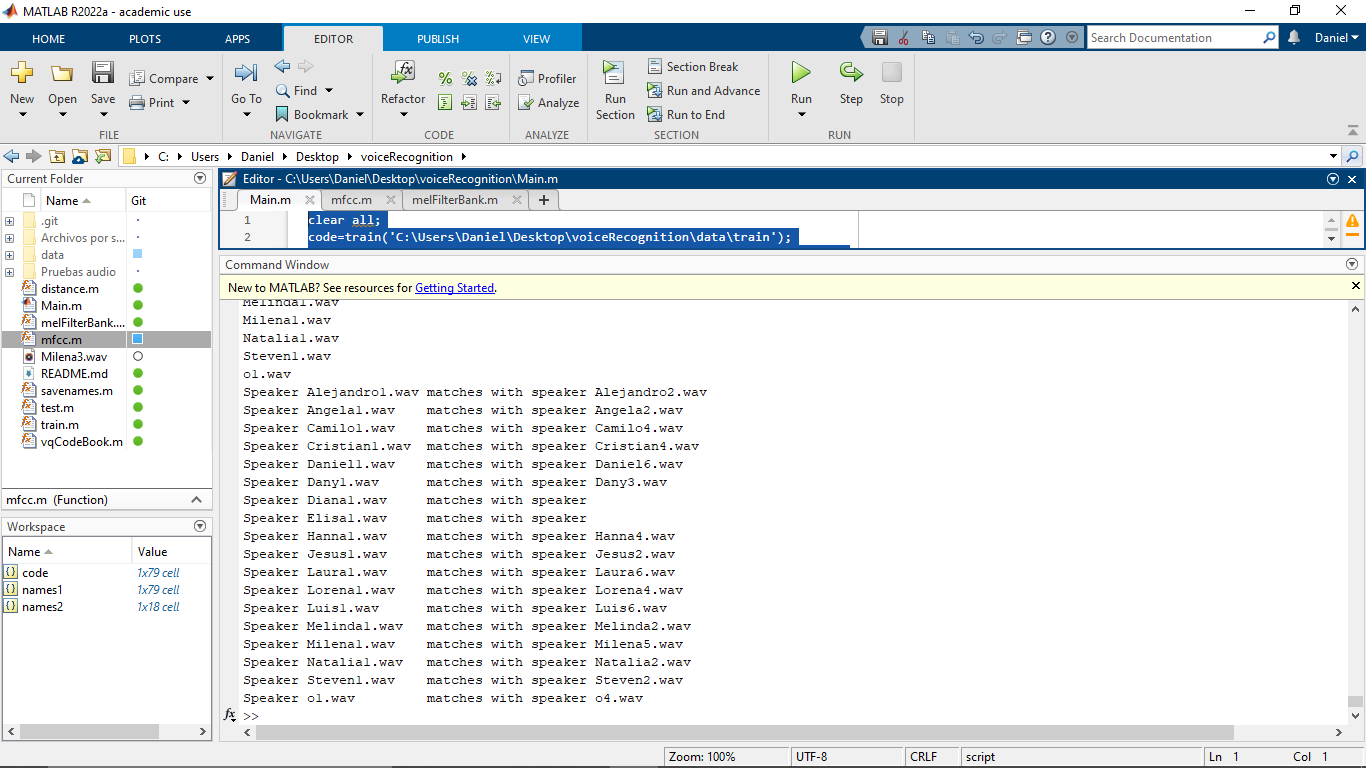 MATLAB R2022a - academic use
HOME PLOTS APPS EDITOR PUBLISH VIEW
Search Documentation
Daniel
New Open Save
Compare
Print
FILE
Go To
Find
Bookmark
NAVIGATE
Refactor
CODE
Profiler
Analyze
ANALYZE
Run Section
Section Break
Run and Advance
Run to End
SECTION
Run Step Stop
RUN
C: Users Daniel Desktop voiceRecognition
Current Folder
Name Git
.git
Archivos por s...
data
Pruebas audio
distance.m
Main.m
melFilterBank....
mfcc.m
Milena3.wav
README.md
savenames.m
test.m
train.m
vqCodeBook.m
mfcc.m (Function)
Workspace
Name Value
code 1x79 cell
names1 1x79 cell
names2 1x18 cell
Editor - C:\Users\Daniel\Desktop\voiceRecognition\Main.m
Main.m mfcc.m melFilterBank.m
1 clear all;
2 code=train('C:\Users\Daniel\Desktop\voiceRecognition\data\train');
Command Window
New to MATLAB? See resources for Getting Started.
Melinda1.wav
Milena1.wav
Natalia1.wav
Steven1.wav
o1.wav
Speaker Alejandro1.wav matches with speaker Alejandro2.wav
Speaker Angela1.wav matches with speaker Angela2.wav
Speaker Camilo1.wav matches with speaker Camilo4.wav
Speaker Cristian1.wav matches with speaker Cristian4.wav
Speaker Daniel1.wav matches with speaker Daniel6.wav
Speaker Dany1.wav matches with speaker Dany3.wav
Speaker Diana1.wav matches with speaker
Speaker Elisa1.wav matches with speaker
Speaker Hanna1.wav matches with speaker Hanna4.wav
Speaker Jesus1.wav matches with speaker Jesus2.wav
Speaker Laura1.wav matches with speaker Laura6.wav
Speaker Lorena1.wav matches with speaker Lorena4.wav
Speaker Luis1.wav matches with speaker Luis6.wav
Speaker Melinda1.wav matches with speaker Melinda2.wav
Speaker Milena1.wav matches with speaker Milena5.wav
Speaker Natalia1.wav matches with speaker Natalia2.wav
Speaker Steven1.wav matches with speaker Steven2.wav
Speaker o1.wav matches with speaker o4.wav
fx >>
Zoom: 100% UTF-8 CRLF script Ln 1 Col 1